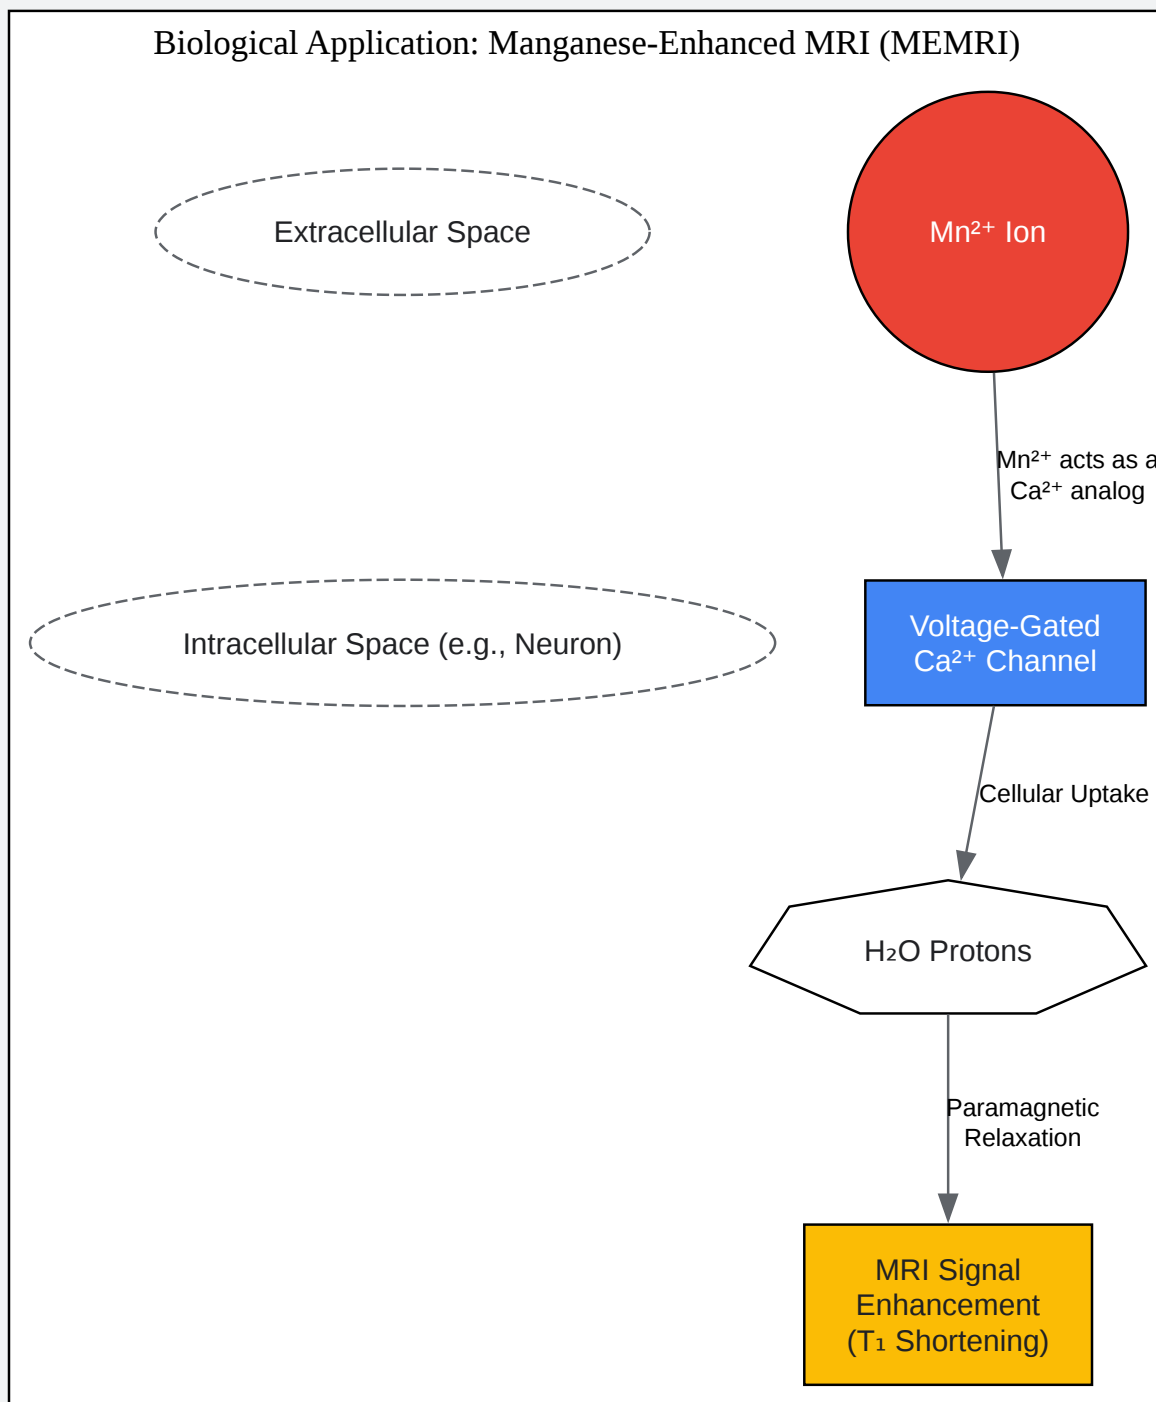 Biological Application: Manganese-Enhanced MRI (MEMRI)
Extracellular Space
Mn²⁺ Ion
Mn²⁺ acts as a
Ca²⁺ analog
Intracellular Space (e.g., Neuron)
Voltage-Gated
Ca²⁺ Channel
Cellular Uptake
H₂O Protons
Paramagnetic
Relaxation
MRI Signal
Enhancement
(T₁ Shortening)